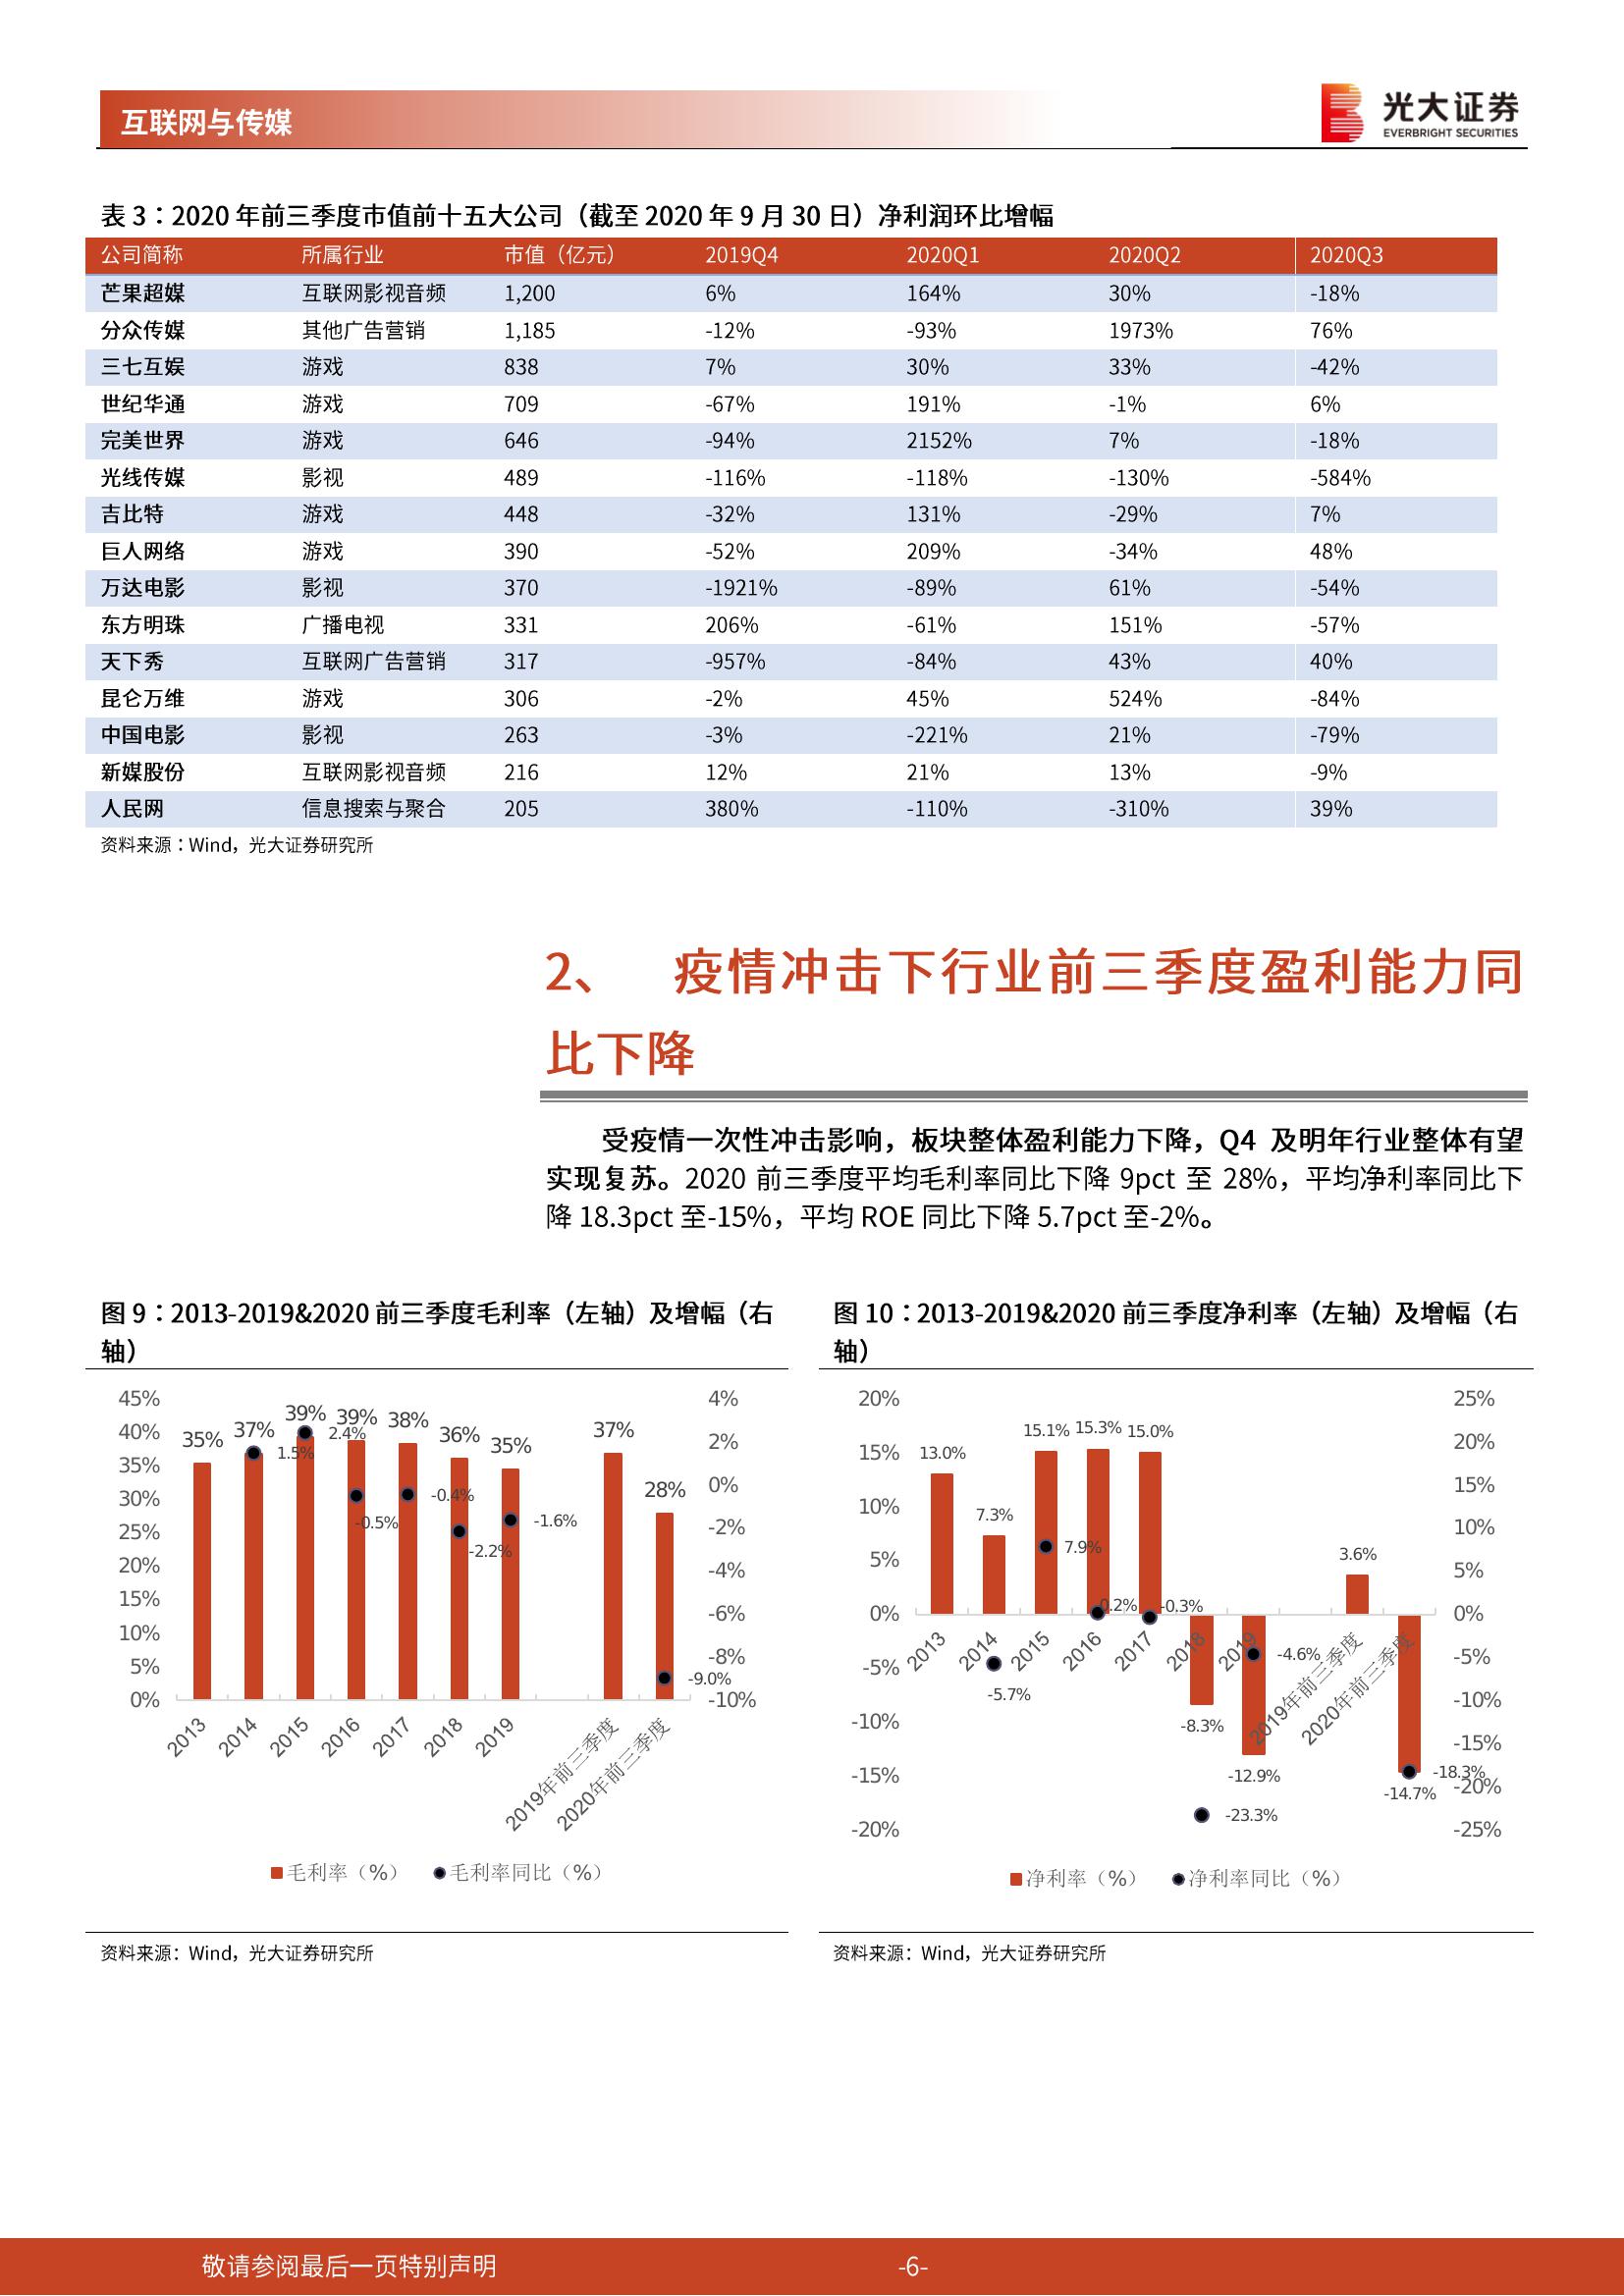 互联网与传媒
光大证券
EVERBRIGHT SECURITIES
表 3：2020 年前三季度市值前十五大公司（截至 2020 年 9 月 30 日）净利润环比增幅
公司简称 所属行业 市值（亿元） 2019Q4 2020Q1 2020Q2 2020Q3
芒果超媒 互联网影视音频 1,200 6% 164% 30% -18%
分众传媒 其他广告营销 1,185 -12% -93% 1973% 76%
三七互娱 游戏 838 7% 30% 33% -42%
世纪华通 游戏 709 -67% 191% -1% 6%
完美世界 游戏 646 -94% 2152% 7% -18%
光线传媒 影视 489 -116% -118% -130% -584%
吉比特 游戏 448 -32% 131% -29% 7%
巨人网络 游戏 390 -52% 209% -34% 48%
万达电影 影视 370 -1921% -89% 61% -54%
东方明珠 广播电视 331 206% -61% 151% -57%
天下秀 互联网广告营销 317 -957% -84% 43% 40%
昆仑万维 游戏 306 -2% 45% 524% -84%
中国电影 影视 263 -3% -221% 21% -79%
新媒股份 互联网影视音频 216 12% 21% 13% -9%
人民网 信息搜索与聚合 205 380% -110% -310% 39%
资料来源：Wind，光大证券研究所
2、 疫情冲击下行业前三季度盈利能力同
比下降
受疫情一次性冲击影响，板块整体盈利能力下降，Q4 及明年行业整体有望
实现复苏。2020 前三季度平均毛利率同比下降 9pct 至 28%，平均净利率同比下
降 18.3pct 至-15%，平均 ROE 同比下降 5.7pct 至-2%。
图 9：2013-2019&2020 前三季度毛利率（左轴）及增幅（右
轴）
45%
40%
35%
30%
25%
20%
15%
10%
5%
0%
35% 37% 39% 39% 38% 36% 35% 37% 28%
1.5% 2.4% -0.5% -0.4% -2.2% -1.6% -9.0%
4%
2%
0%
-2%
-4%
-6%
-8%
-10%
2013 2014 2015 2016 2017 2018 2019 2019年前三季度 2020年前三季度
毛利率（%） 毛利率同比（%）
资料来源：Wind，光大证券研究所
图 10：2013-2019&2020 前三季度净利率（左轴）及增幅（右
轴）
20%
15%
10%
5%
0%
-5%
-10%
-15%
-20%
13.0% 7.3% 15.1% 15.3% 15.0% -8.3% -12.9% 3.6% -14.7%
-5.7% 7.9% 0.2% -0.3% -23.3% -4.6% -18.3%
25%
20%
15%
10%
5%
0%
-5%
-10%
-15%
-20%
-25%
2013 2014 2015 2016 2017 2018 2019 2019年前三季度 2020年前三季度
净利率（%） 净利率同比（%）
资料来源：Wind，光大证券研究所
敬请参阅最后一页特别声明 -6-